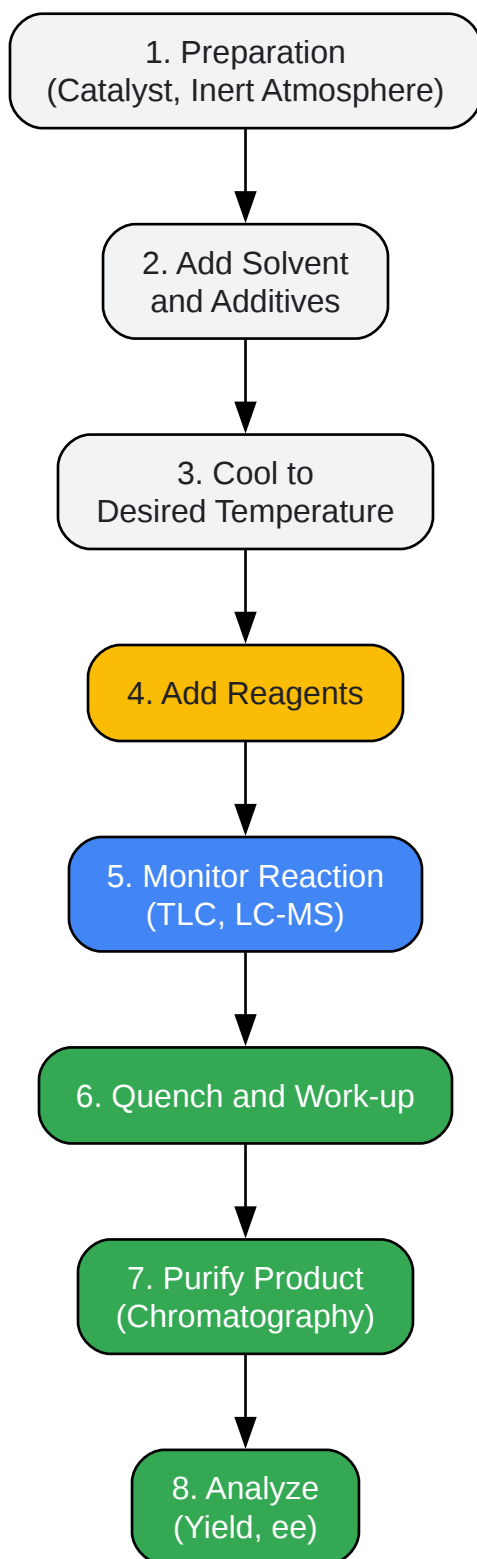 1. Preparation
(Catalyst, Inert Atmosphere)
2. Add Solvent
and Additives
3. Cool to
Desired Temperature
4. Add Reagents
5. Monitor Reaction
(TLC, LC-MS)
6. Quench and Work-up
7. Purify Product
(Chromatography)
8. Analyze
(Yield, ee)